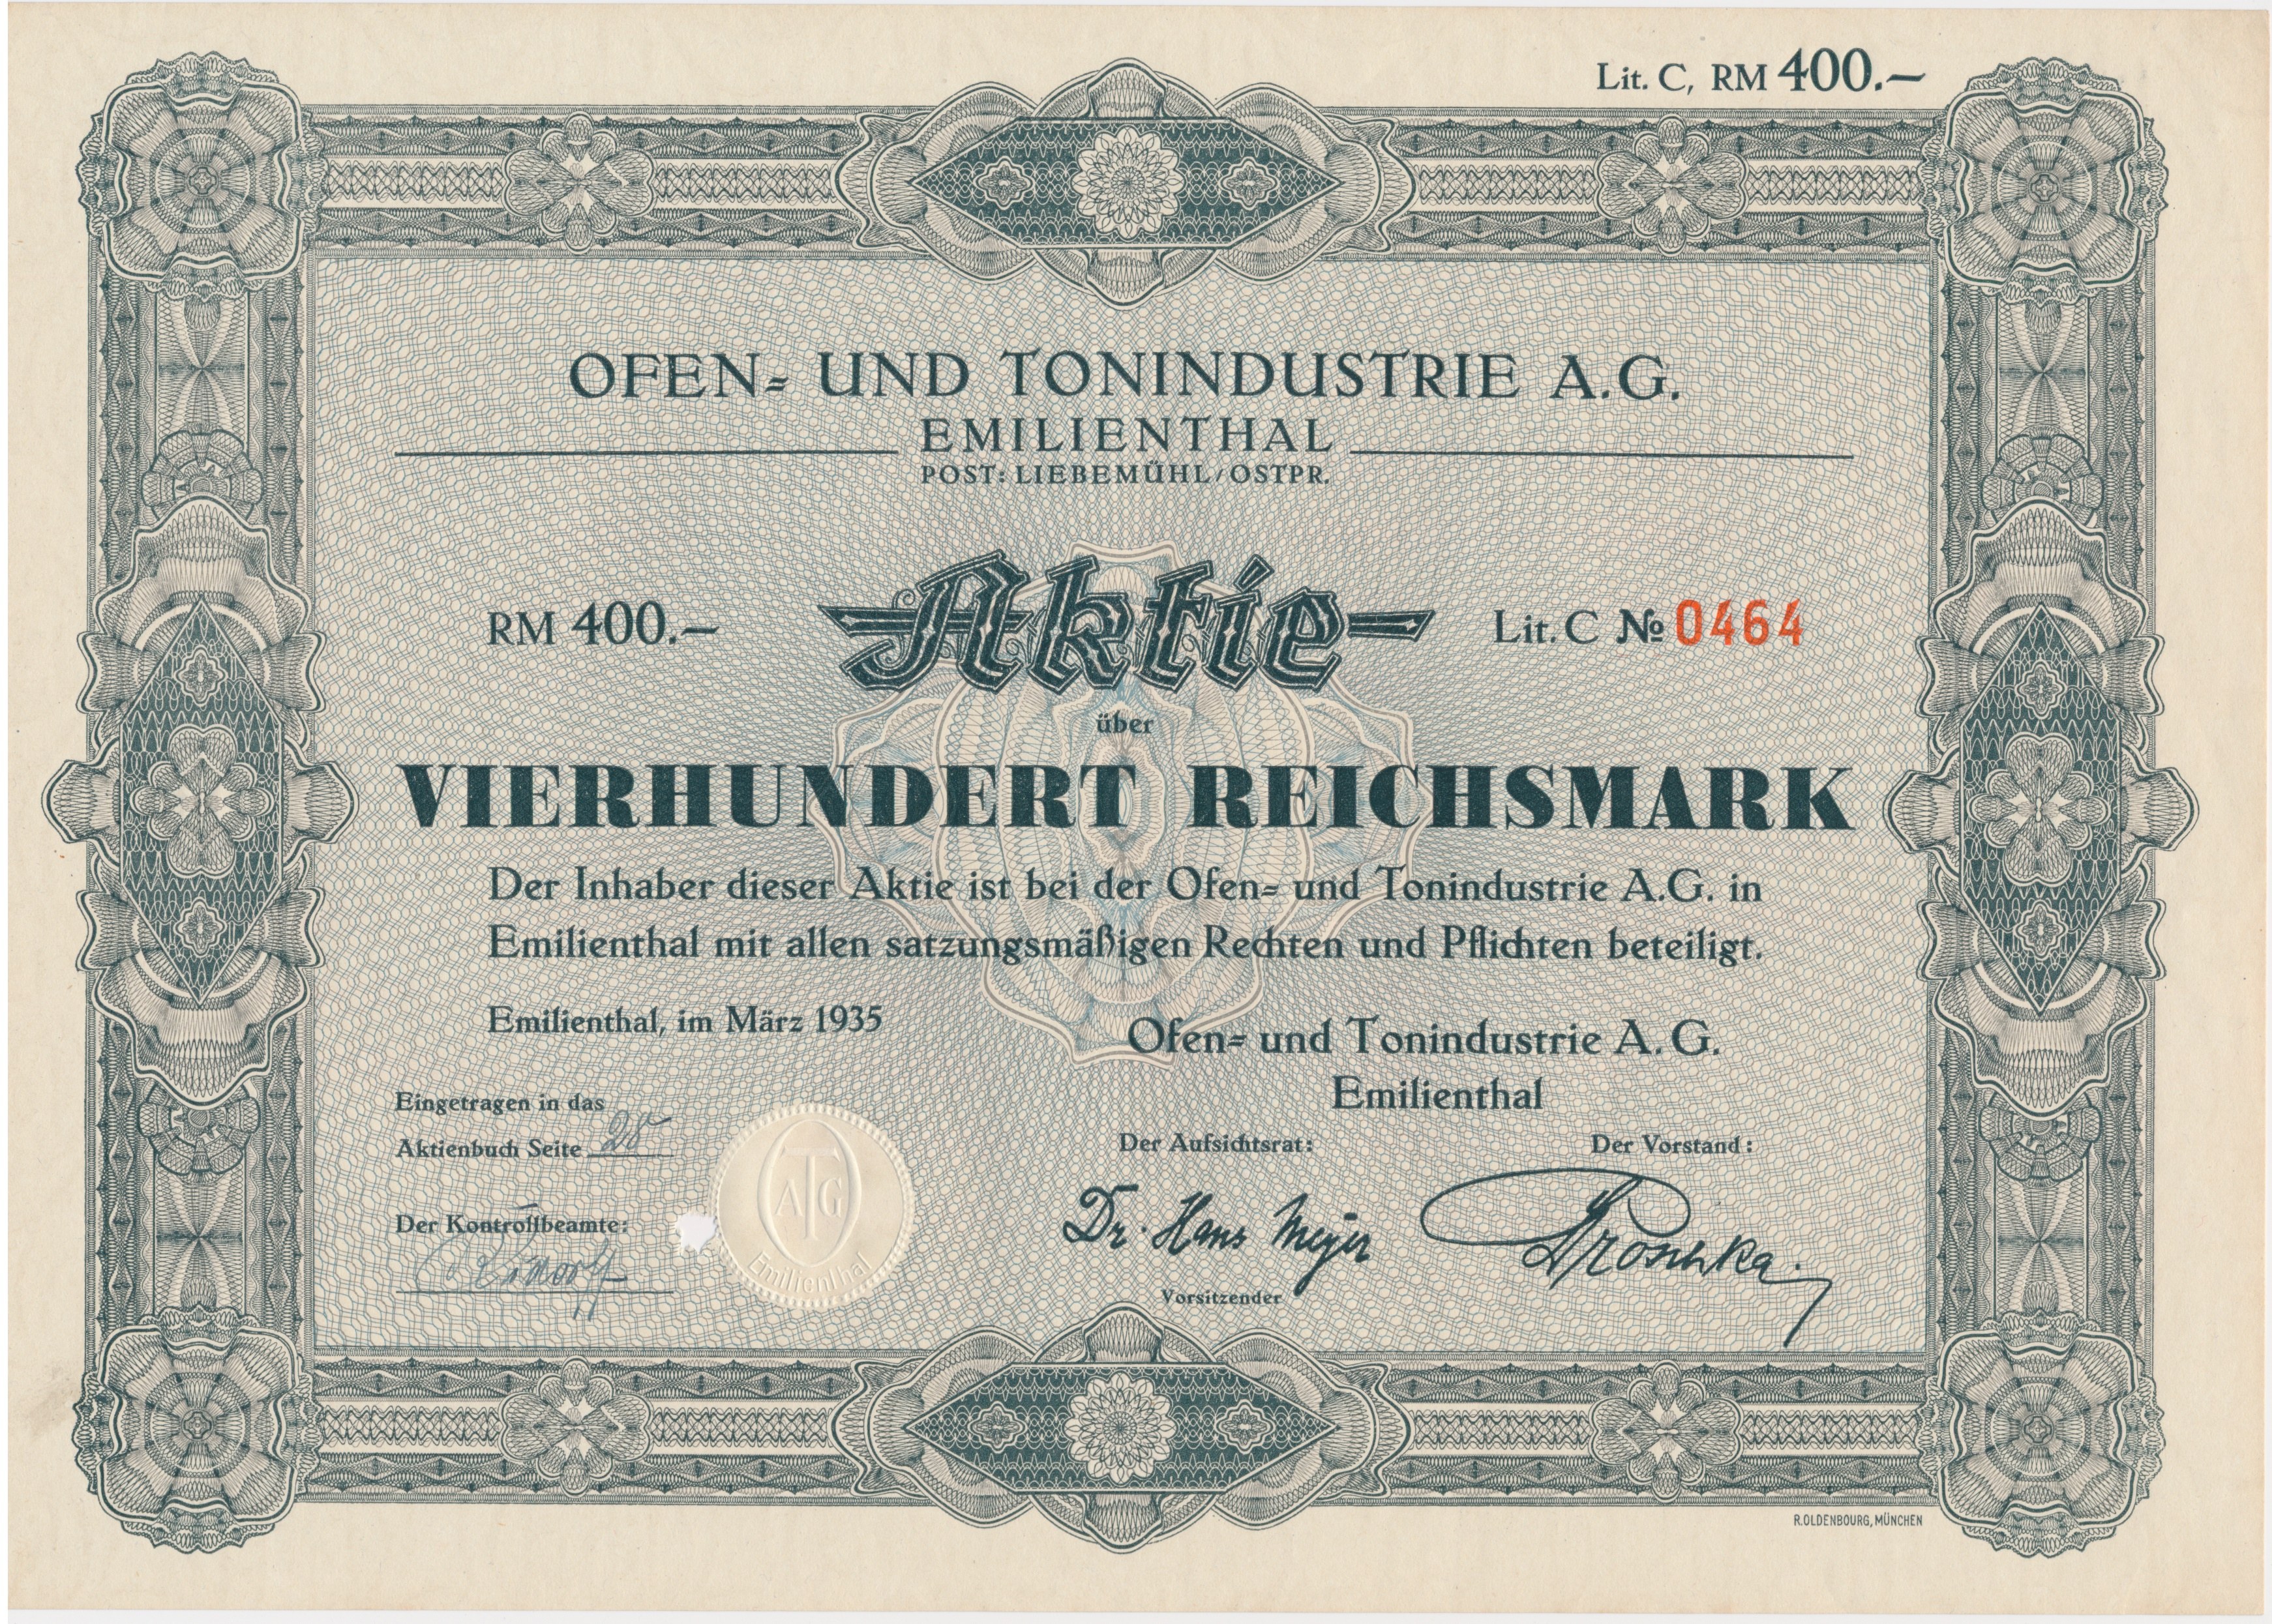 Lit. C, RM 400.—
OFEN- UND TONINDUSTRIE A.G.
EMILIENTHAL
POST: LIEBEMÜHL/OSTPR.
RM 400.— Aktie Lit. C № 0464
über
VIERHUNDERT REICHSMARK
Der Inhaber dieser Aktie ist bei der Ofen- und Tonindustrie A.G. in
Emilienthal mit allen satzungsmäßigen Rechten und Pflichten beteiligt.
Emilienthal, im März 1935
Ofen- und Tonindustrie A.G.
Emilienthal
Eingetragen in das
Aktienbuch Seite 28
Der Kontrollbeamte:
OTAG
Emilienthal
Der Aufsichtsrat:
Dr. Hans Meyer
Vorsitzender
Der Vorstand:
R. OLDENBOURG, MÜNCHEN